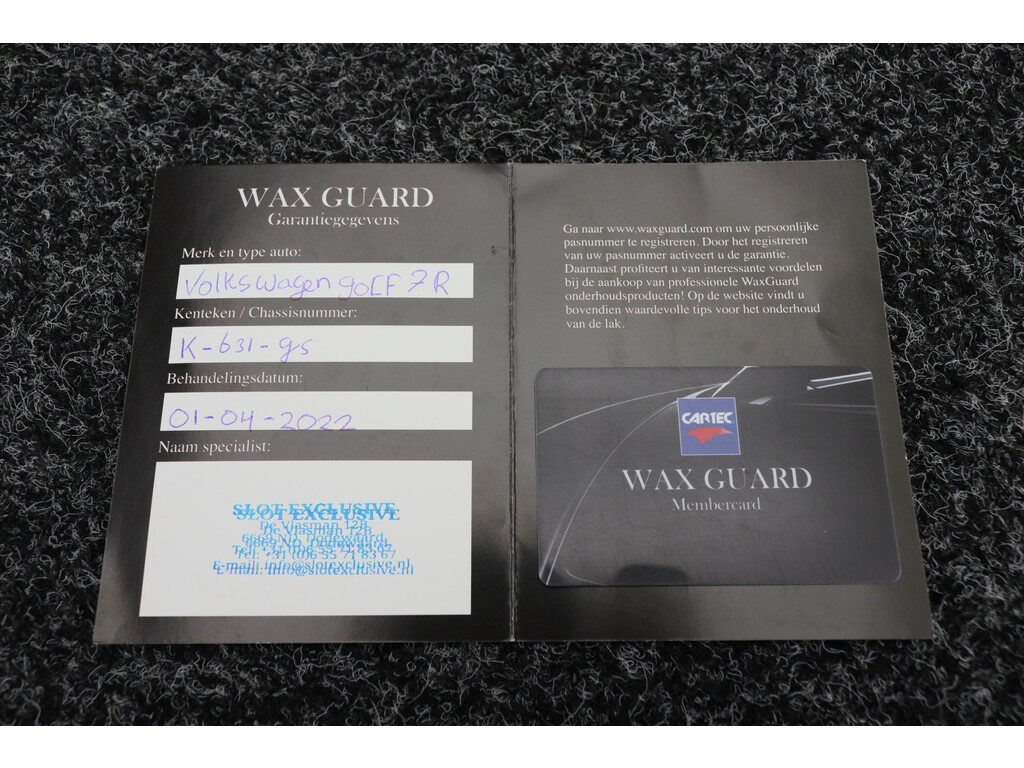 WAX GUARD
Garantiegegevens
Merk en type auto:
Volkswagen golf 7R
Kenteken / Chassisnummer:
K-631-gs
Behandelingsdatum:
01-04-2022
Naam specialist:
SLOT EXCLUSIVE
De Vlasman 12B
6669 Dodewaard
Tel: +31 (0)6 55 71 83 67
E-mail: info@slotexclusive.nl
Ga naar www.waxguard.com om uw persoonlijke
pasnummer te registreren. Door het registreren
van uw pasnummer activeert u de garantie.
Daarnaast profiteert u van interessante voordelen
bij de aankoop van professionele WaxGuard
onderhoudsproducten! Op de website vindt u
bovendien waardevolle tips voor het onderhoud
van de lak.
CARTEC
WAX GUARD
Membercard